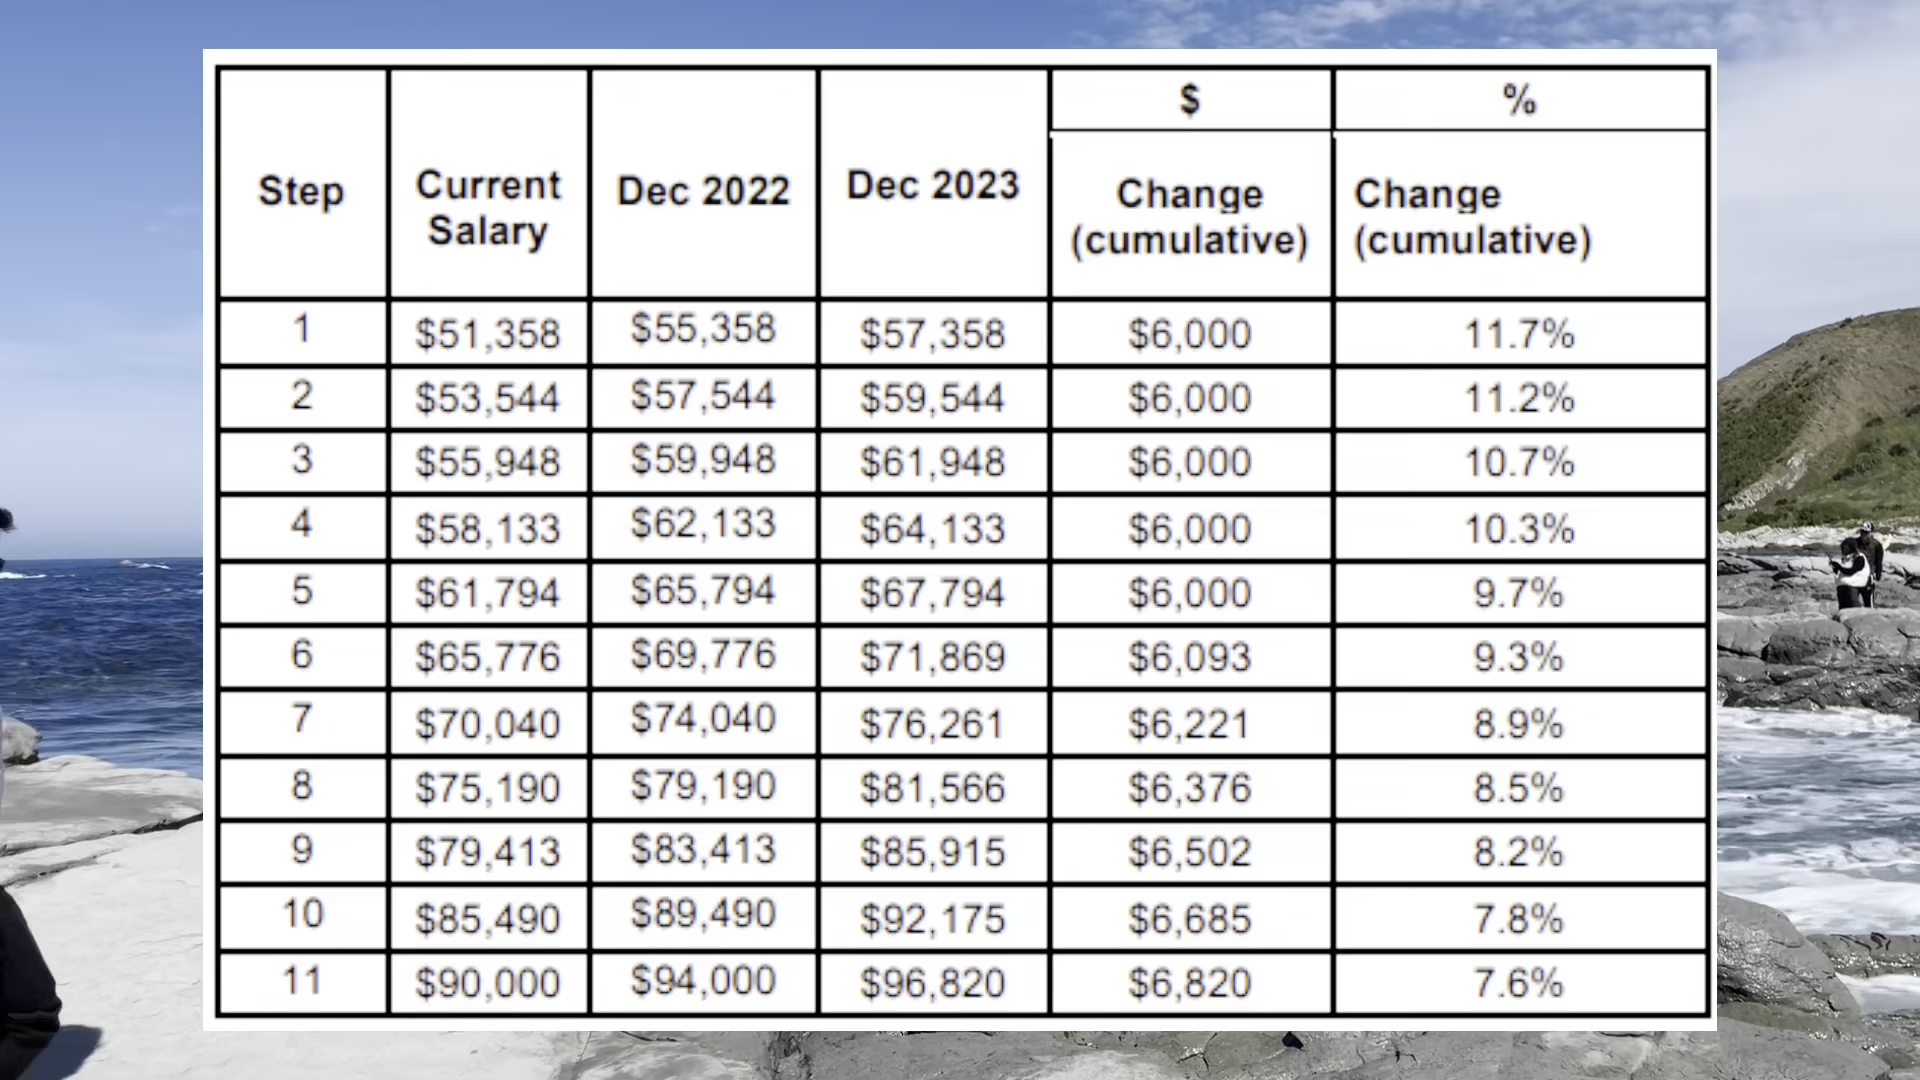 $ %
Step Current Salary Dec 2022 Dec 2023 Change (cumulative) Change (cumulative)
1 $51,358 $55,358 $57,358 $6,000 11.7%
2 $53,544 $57,544 $59,544 $6,000 11.2%
3 $55,948 $59,948 $61,948 $6,000 10.7%
4 $58,133 $62,133 $64,133 $6,000 10.3%
5 $61,794 $65,794 $67,794 $6,000 9.7%
6 $65,776 $69,776 $71,869 $6,093 9.3%
7 $70,040 $74,040 $76,261 $6,221 8.9%
8 $75,190 $79,190 $81,566 $6,376 8.5%
9 $79,413 $83,413 $85,915 $6,502 8.2%
10 $85,490 $89,490 $92,175 $6,685 7.8%
11 $90,000 $94,000 $96,820 $6,820 7.6%